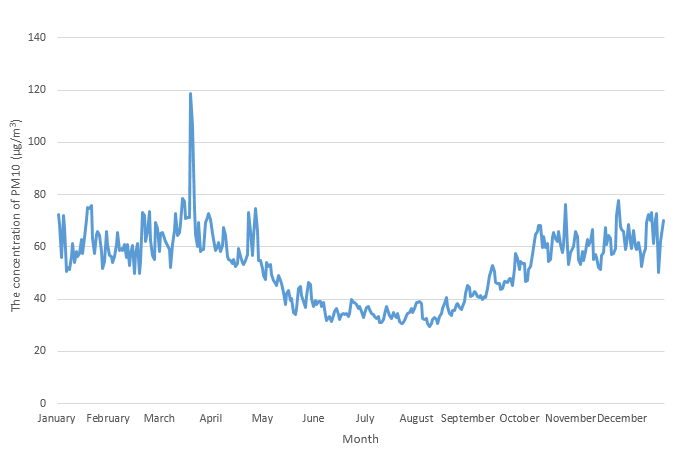 The concentration of PM10 (µg/m³)
140
120
100
80
60
40
20
0
January February March April May June July August September October November December
Month